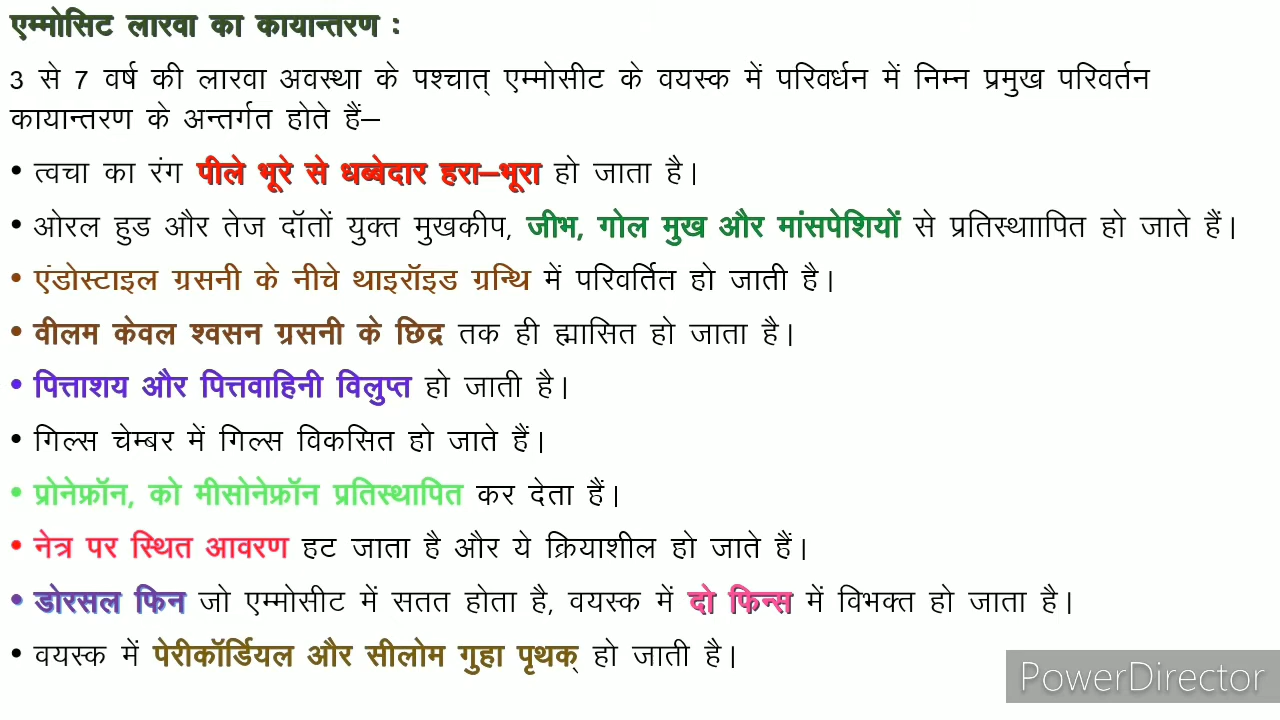 एम्मोसिट लारवा का कायान्तरण :
3 से 7 वर्ष की लारवा अवस्था के पश्चात् एम्मोसीट के वयस्क में परिवर्धन में निम्न प्रमुख परिवर्तन
कायान्तरण के अन्तर्गत होते हैं–
• त्वचा का रंग पीले भूरे से धब्बेदार हरा–भूरा हो जाता है।
• ओरल हुड और तेज दॉतों युक्त मुखकीप, जीभ, गोल मुख और मांसपेशियों से प्रतिस्थाापित हो जाते हैं।
• एंडोस्टाइल ग्रसनी के नीचे थाइरॉइड ग्रन्थि में परिवर्तित हो जाती है।
• वीलम केवल श्वसन ग्रसनी के छिद्र तक ही ह्मासित हो जाता है।
• पित्ताशय और पित्तवाहिनी विलुप्त हो जाती है।
• गिल्स चेम्बर में गिल्स विकसित हो जाते हैं।
• प्रोनेफ्रॉन, को मीसोनेफ्रॉन प्रतिस्थापित कर देता हैं।
• नेत्र पर स्थित आवरण हट जाता है और ये क्रियाशील हो जाते हैं।
• डोरसल फिन जो एम्मोसीट में सतत होता है, वयस्क में दो फिन्स में विभक्त हो जाता है।
• वयस्क में पेरीकॉर्डियल और सीलोम गुहा पृथक् हो जाती है।
PowerDirector